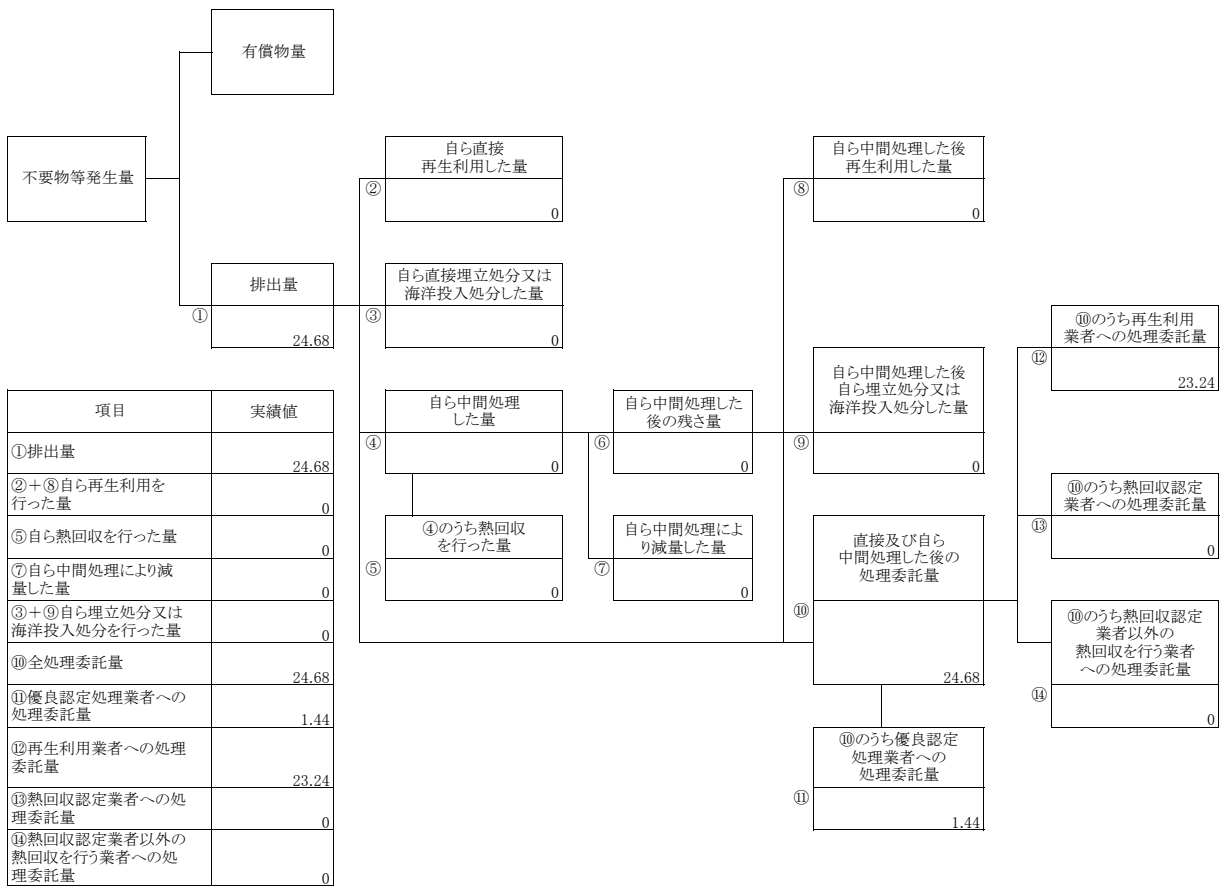 有償物量
不要物等発生量
排出量
①
24.68
自ら直接
再生利用した量
②
0
自ら直接埋立処分又は
海洋投入処分した量
③
0
自ら中間処理
した量
④
0
④のうち熱回収
を行った量
⑤
0
自ら中間処理した
後の残さ量
⑥
0
自ら中間処理によ
り減量した量
⑦
0
自ら中間処理した後
再生利用した量
⑧
0
自ら中間処理した後
自ら埋立処分又は
海洋投入処分した量
⑨
0
直接及び自ら
中間処理した後の
処理委託量
⑩
24.68
⑩のうち優良認定
処理業者への
処理委託量
⑪
1.44
⑩のうち再生利用
業者への処理委託量
⑫
23.24
⑩のうち熱回収認定
業者への処理委託量
⑬
0
⑩のうち熱回収認定
業者以外の
熱回収を行う業者
への処理委託量
⑭
0
項目 実績値
①排出量
24.68
②+⑧自ら再生利用を
行った量
0
⑤自ら熱回収を行った量
0
⑦自ら中間処理により減
量した量
0
③+⑨自ら埋立処分又は
海洋投入処分を行った量
0
⑩全処理委託量
24.68
⑪優良認定処理業者への
処理委託量
1.44
⑫再生利用業者への処理
委託量
23.24
⑬熱回収認定業者への処
理委託量
0
⑭熱回収認定業者以外の
熱回収を行う業者への処
理委託量
0